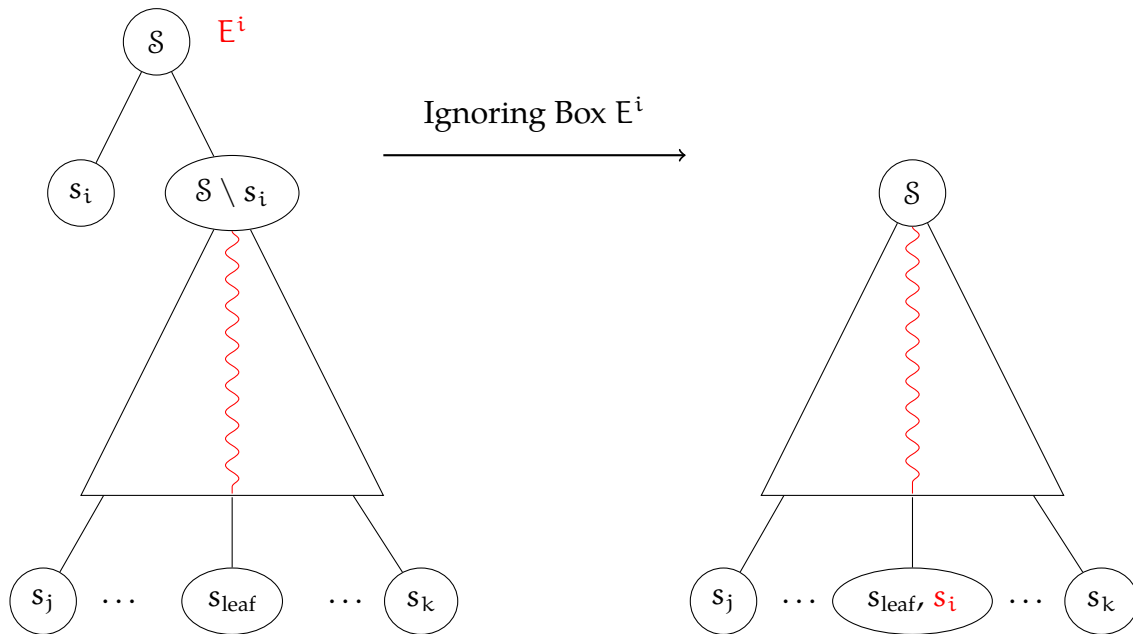 𝒮 Eⁱ
Ignoring Box Eⁱ
sᵢ 𝒮 \ sᵢ 𝒮
sⱼ ... s_leaf ... sₖ sⱼ ... s_leaf, sᵢ ... sₖ